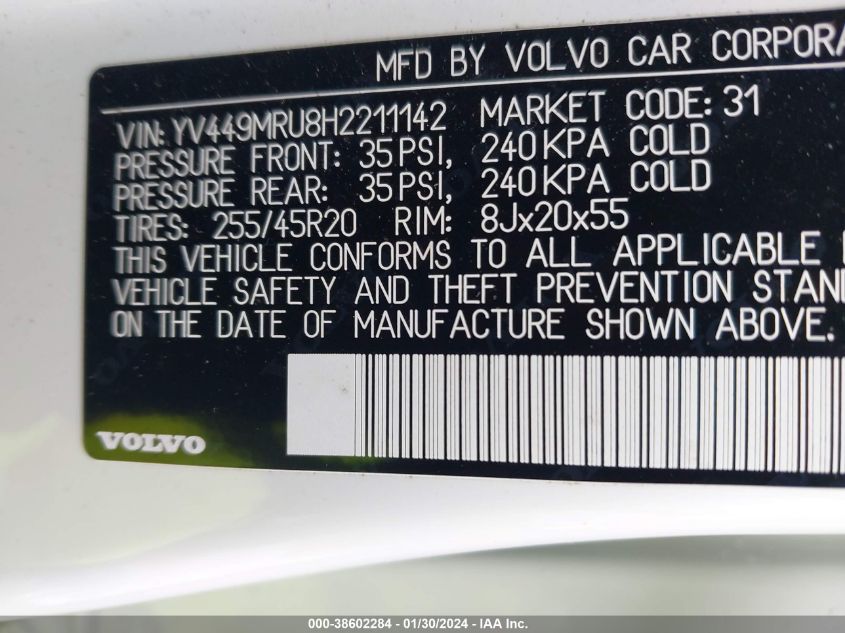 MFD BY VOLVO CAR CORPORA
VIN: YV449MRU8H2211142 MARKET CODE: 31
PRESSURE FRONT: 35 PSI, 240 KPA COLD
PRESSURE REAR: 35 PSI, 240 KPA COLD
TIRES: 255/45R20 RIM: 8Jx20x55
THIS VEHICLE CONFORMS TO ALL APPLICABLE
VEHICLE SAFETY AND THEFT PREVENTION STAN
ON THE DATE OF MANUFACTURE SHOWN ABOVE.
VOLVO
000-38602284 - 01/30/2024 - IAA Inc.